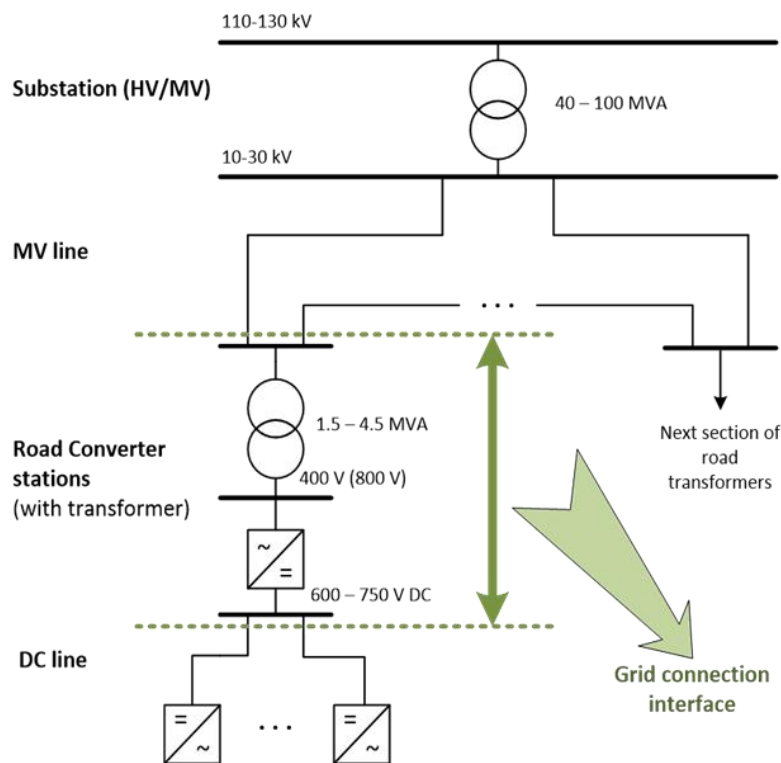 110-130 kV
Substation (HV/MV)
40 – 100 MVA
10-30 kV
MV line
. . .
1.5 – 4.5 MVA
Road Converter
stations
(with transformer)
400 V (800 V)
Next section of
road
transformers
~
=
600 – 750 V DC
DC line
Grid connection
interface
=
~
. . .
=
~